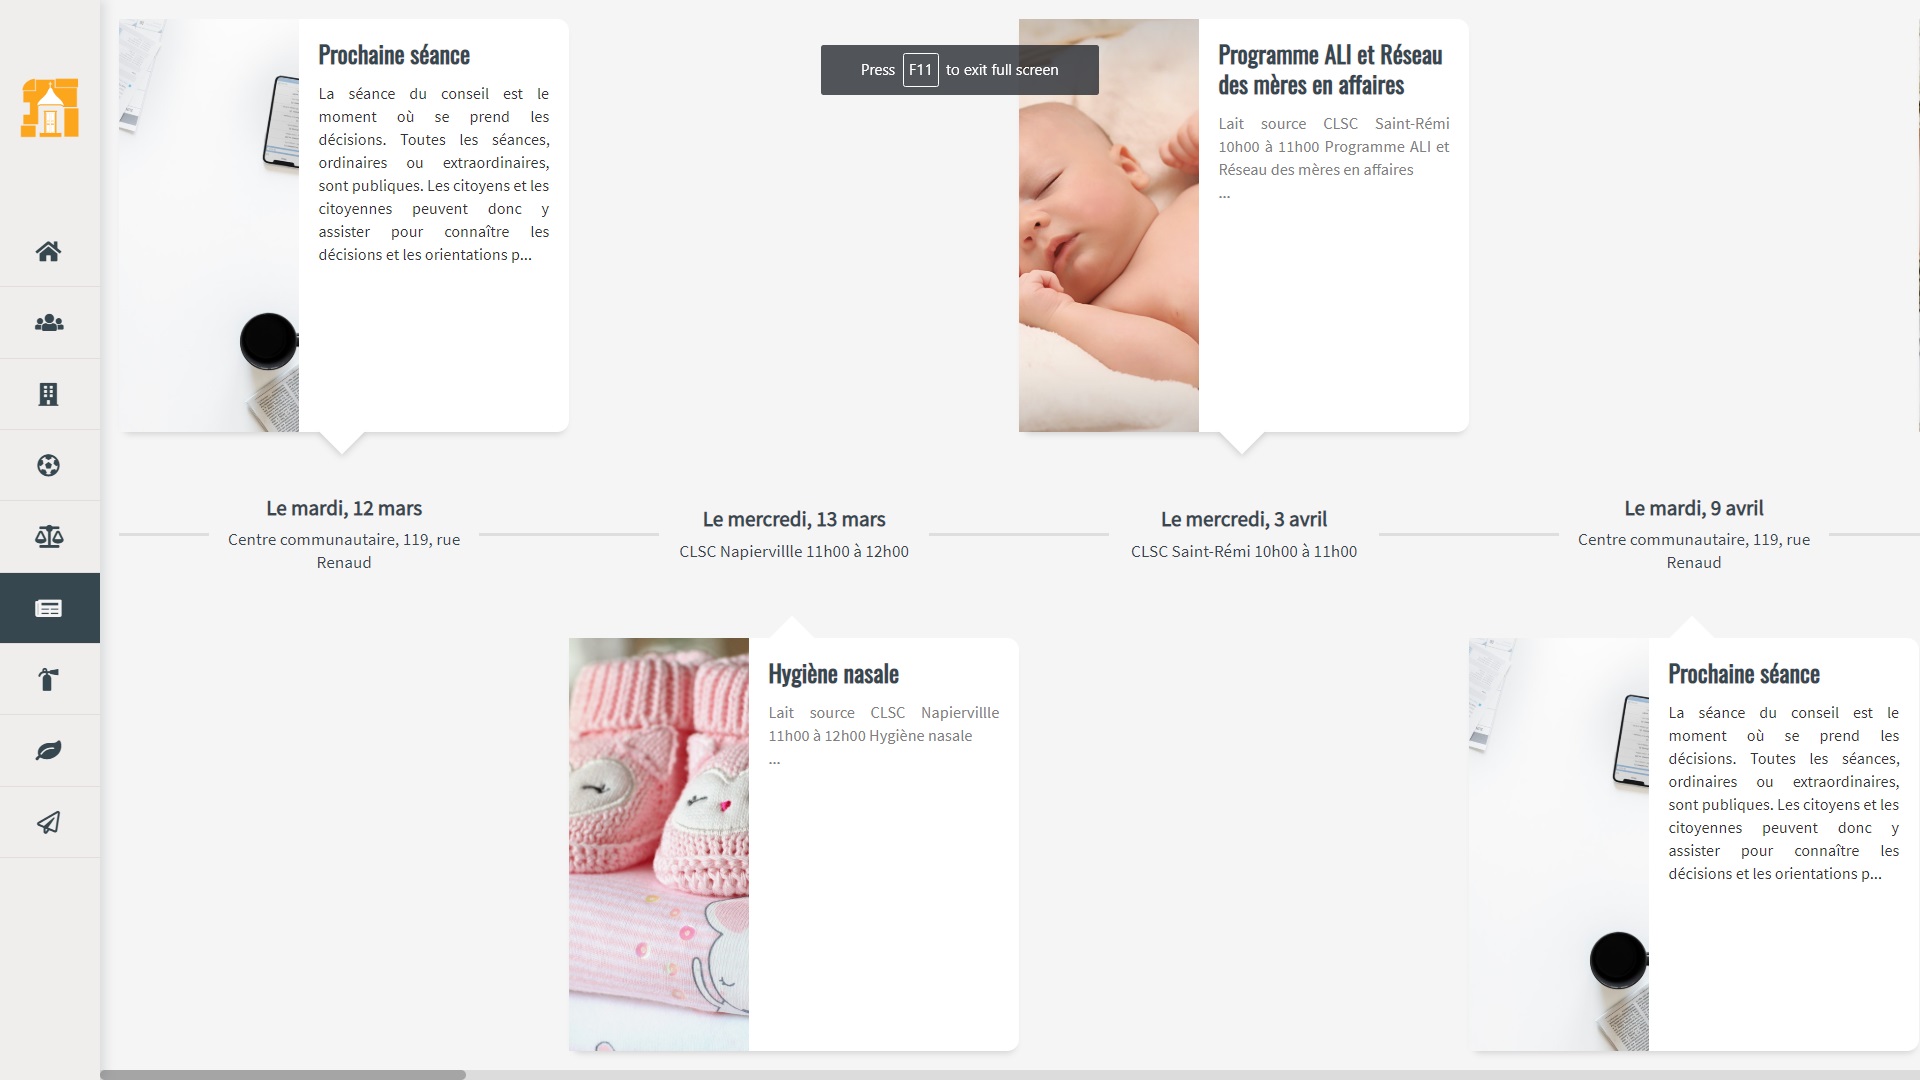 Prochaine séance
La séance du conseil est le
moment où se prend les
décisions. Toutes les séances,
ordinaires ou extraordinaires,
sont publiques. Les citoyens et les
citoyennes peuvent donc y
assister pour connaître les
décisions et les orientations p...
Press F11 to exit full screen
Programme ALI et Réseau
des mères en affaires
Lait source CLSC Saint-Rémi
10h00 à 11h00 Programme ALI et
Réseau des mères en affaires
...
Le mardi, 12 mars
Centre communautaire, 119, rue
Renaud
Le mercredi, 13 mars
CLSC Napiervillle 11h00 à 12h00
Le mercredi, 3 avril
CLSC Saint-Rémi 10h00 à 11h00
Le mardi, 9 avril
Centre communautaire, 119, rue
Renaud
Hygiène nasale
Lait source CLSC Napiervillle
11h00 à 12h00 Hygiène nasale
...
Prochaine séance
La séance du conseil est le
moment où se prend les
décisions. Toutes les séances,
ordinaires ou extraordinaires,
sont publiques. Les citoyens et les
citoyennes peuvent donc y
assister pour connaître les
décisions et les orientations p...